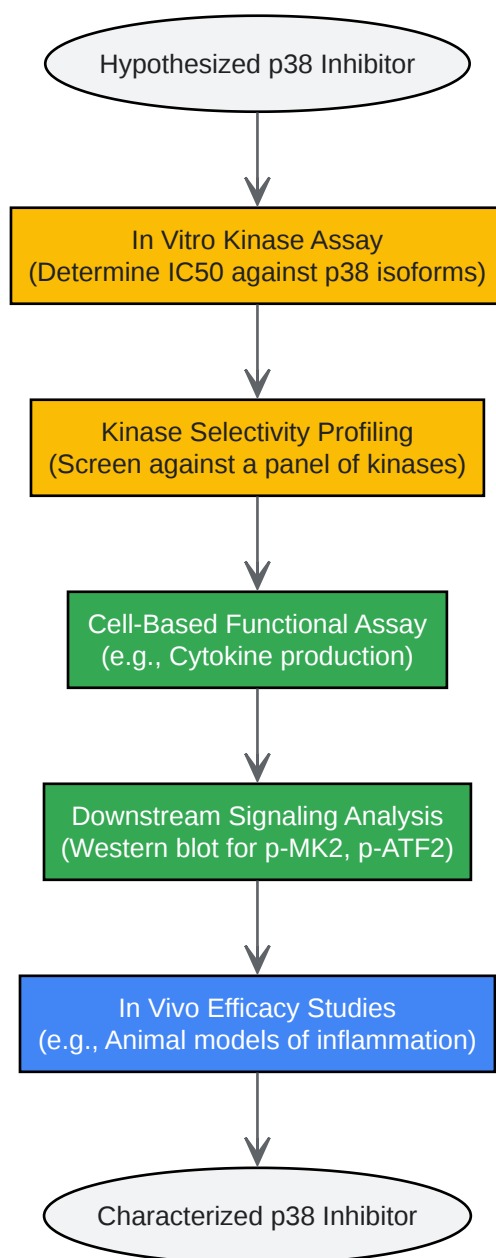 Hypothesized p38 Inhibitor
In Vitro Kinase Assay
(Determine IC50 against p38 isoforms)
Kinase Selectivity Profiling
(Screen against a panel of kinases)
Cell-Based Functional Assay
(e.g., Cytokine production)
Downstream Signaling Analysis
(Western blot for p-MK2, p-ATF2)
In Vivo Efficacy Studies
(e.g., Animal models of inflammation)
Characterized p38 Inhibitor